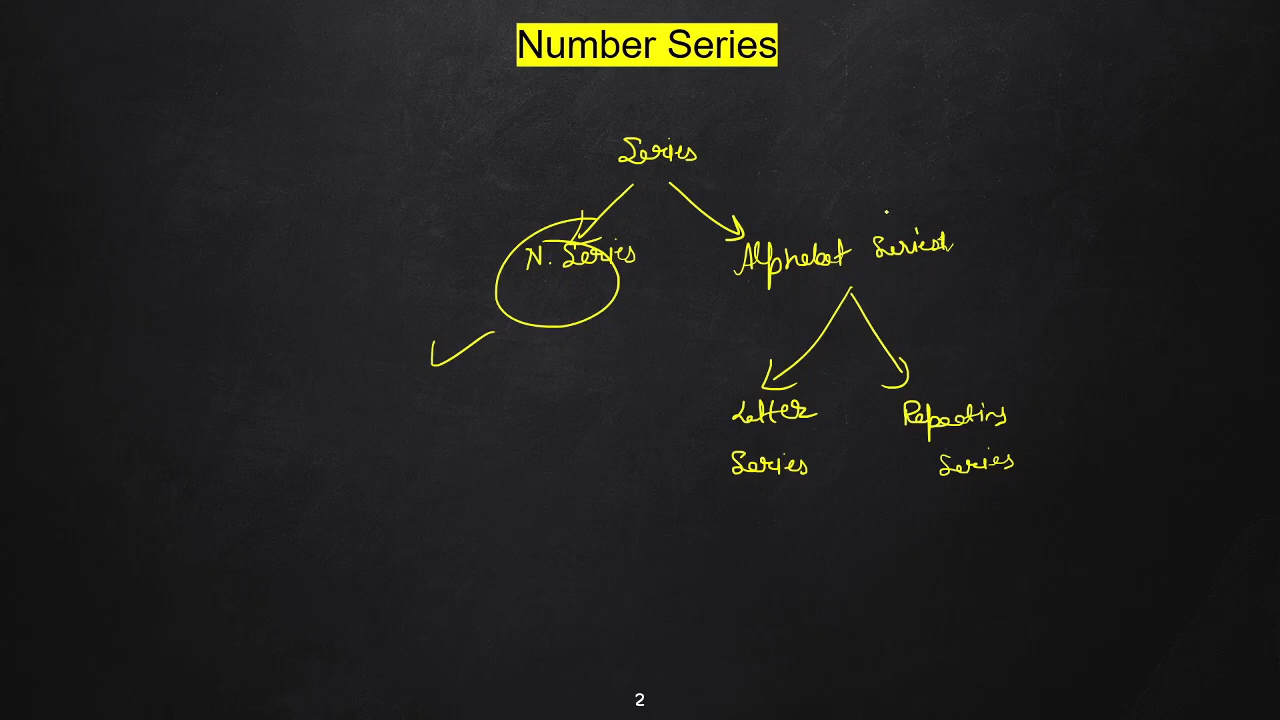 Number Series
Series
N. Series
Alphabet Series
Letter
Series
Repeating
Series
2